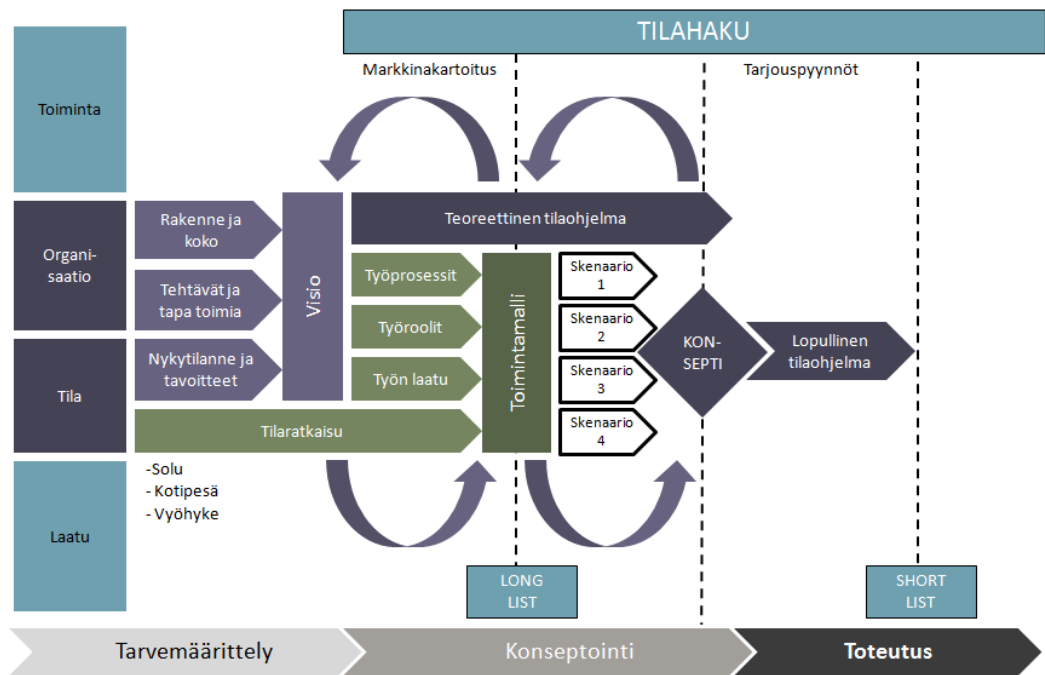 TILAHAKU
Markkinakartoitus
Tarjouspyynnöt
Toiminta
Organi-
saatio
Tila
Laatu
Rakenne ja
koko
Tehtävät ja
tapa toimia
Nykytilanne ja
tavoitteet
Visio
Teoreettinen tilaohjelma
Työprosessit
Työroolit
Työn laatu
Tilaratkaisu
-Solu
- Kotipesä
- Vyöhyke
Toimintamalli
Skenaario
1
Skenaario
2
Skenaario
3
Skenaario
4
KON-
SEPTI
Lopullinen
tilaohjelma
LONG
LIST
SHORT
LIST
Tarvemäärittely
Konseptointi
Toteutus